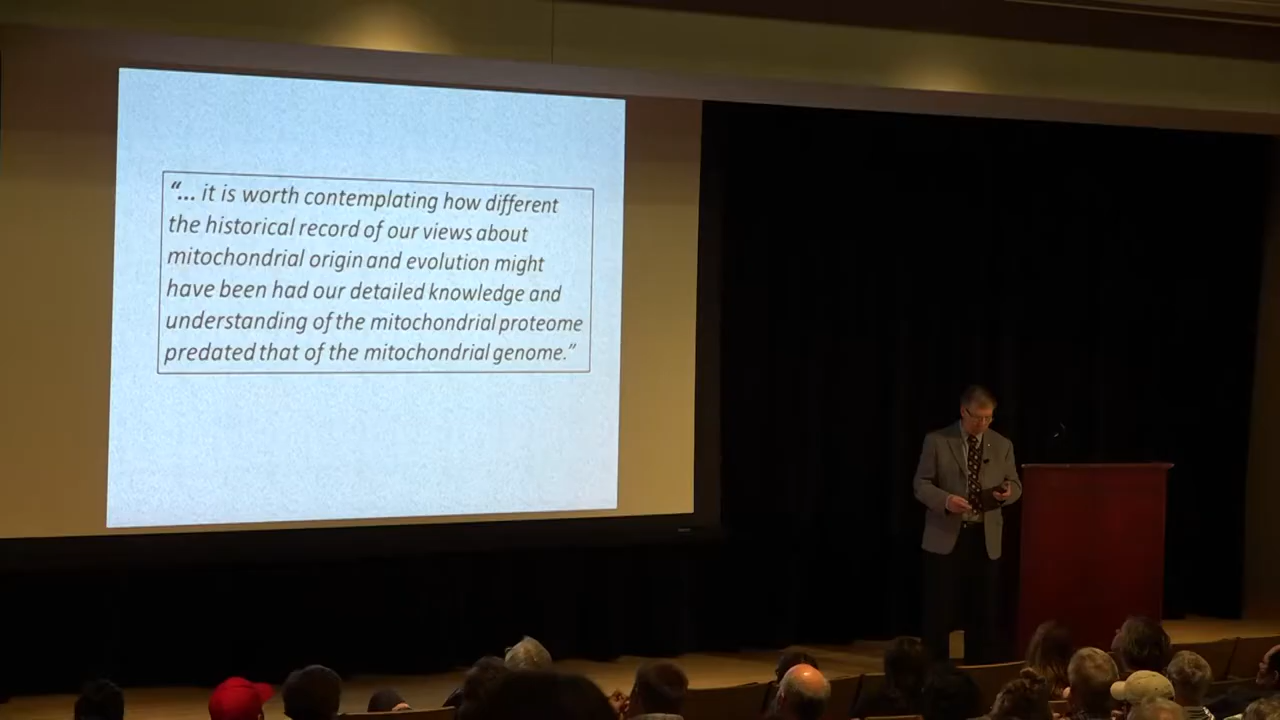 “... it is worth contemplating how different
the historical record of our views about
mitochondrial origin and evolution might
have been had our detailed knowledge and
understanding of the mitochondrial proteome
predated that of the mitochondrial genome.”